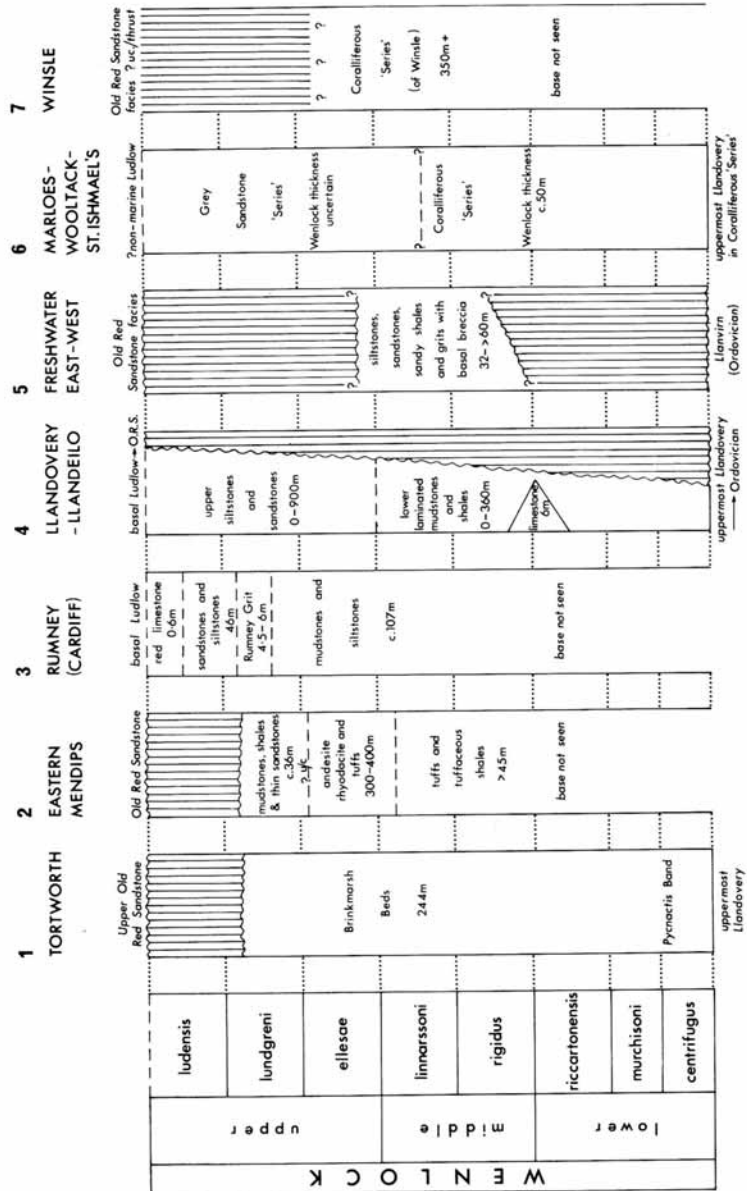 WENLOCK
upper
middle
lower
ludensis
lundgreni
ellesae
linnarssoni
rigidus
riccartonensis
murchisoni
centrifugus
1
TORTWORTH
Upper Old
Red Sandstone
Brinkmarsh
Beds
244m
Pycnactis Band
uppermost
Llandovery
2
EASTERN
MENDIPS
Old Red Sandstone
mudstones, shales
& thin sandstones
c.36m
? u/c
andesite
rhyodacite and
tuffs
300-400m
tuffs and
tuffaceous
shales
>45m
base not seen
3
RUMNEY
(CARDIFF)
basal Ludlow
red limestone
0·6m
sandstones and
siltstones
46m
Rumney Grit
4·5-6m
mudstones and
siltstones
c.107m
base not seen
4
LLANDOVERY
-LLANDEILO
basal Ludlow→O.R.S.
upper
siltstones
and
sandstones
0-900m
lower
laminated
mudstones
and
shales
0-360m
limestone
6m
uppermost Llandovery
→ Ordovician
5
FRESHWATER
EAST-WEST
Old Red
Sandstone facies
?
?
siltstones,
sandstones,
sandy shales
and grits with
basal breccia
32->60m
?
?
Llanvirn
(Ordovician)
6
MARLOES-
WOOLTACK-
ST. ISHMAEL'S
?non-marine Ludlow
Grey
Sandstone
'Series'
Wenlock thickness
uncertain
?
?
Coralliferous
'Series'
Wenlock thickness
c.50m
uppermost Llandovery
in Coralliferous 'Series'
7
WINSLE
Old Red Sandstone
facies ? uc./thrust
? ? ?
Coralliferous
'Series'
(of Winsle)
350m+
base not seen